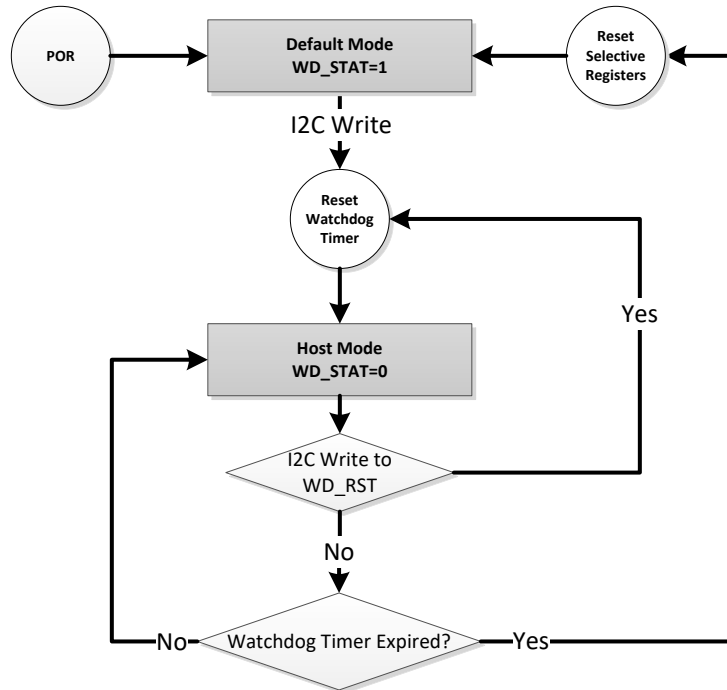 POR
Default Mode
WD_STAT=1
Reset
Selective
Registers
I2C Write
Reset
Watchdog
Timer
Yes
Host Mode
WD_STAT=0
I2C Write to
WD_RST
No
No
Watchdog Timer Expired?
Yes